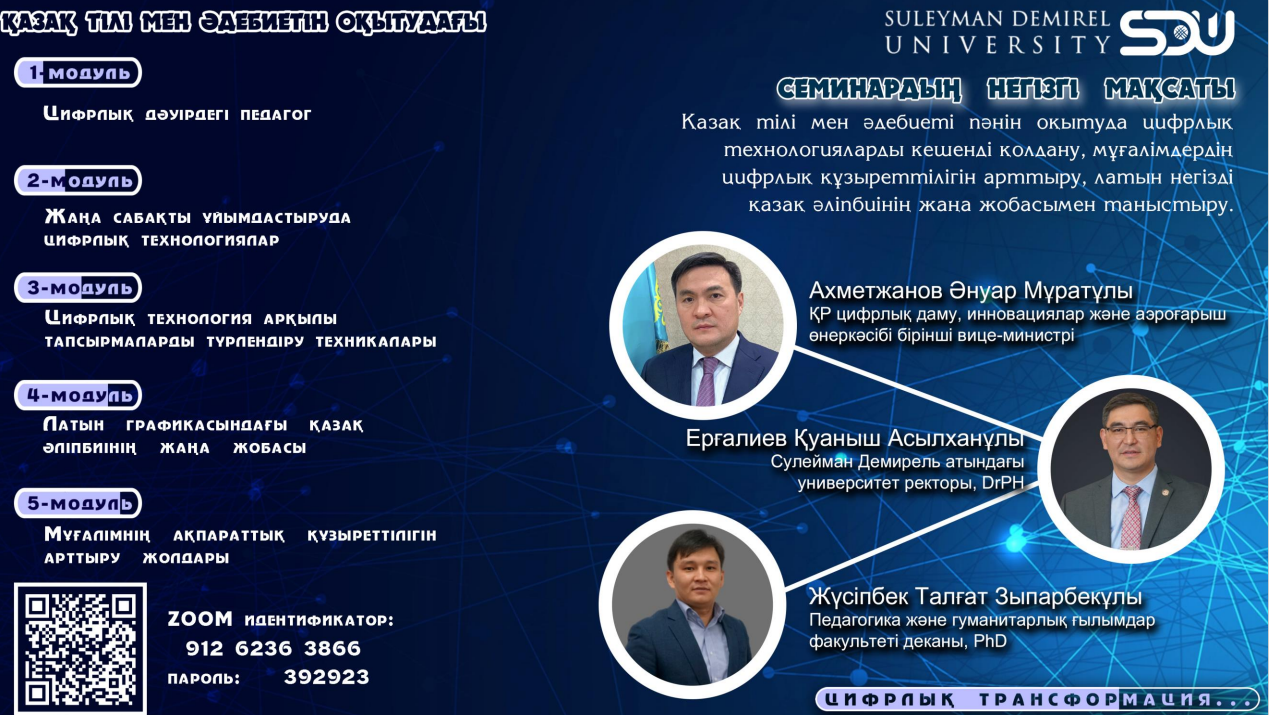 ҚАЗАҚ ТІЛІ МЕН ӘДЕБИЕТІН ОҚЫТУДАҒЫ
1-МОДУЛЬ
ЦИФРЛЫҚ ДӘУІРДЕГІ ПЕДАГОГ
2-МОДУЛЬ
ЖАҢА САБАҚТЫ ҰЙЫМДАСТЫРУДА
ЦИФРЛЫҚ ТЕХНОЛОГИЯЛАР
3-МОДУЛЬ
ЦИФРЛЫҚ ТЕХНОЛОГИЯ АРҚЫЛЫ
ТАПСЫРМАЛАРДЫ ТҮРЛЕНДІРУ ТЕХНИКАЛАРЫ
4-МОДУЛЬ
ЛАТЫН ГРАФИКАСЫНДАҒЫ ҚАЗАҚ
ӘЛІПБИІНІҢ ЖАҢА ЖОБАСЫ
5-МОДУЛЬ
МҰҒАЛІМНІҢ АҚПАРАТТЫҚ ҚҰЗЫРЕТТІЛІГІН
АРТТЫРУ ЖОЛДАРЫ
ZOOM ИДЕНТИФИКАТОР:
912 6236 3866
ПАРОЛЬ: 392923
SULEYMAN DEMIREL
UNIVERSITY
SDU
СЕМИНАРДЫҢ НЕГІЗГІ МАҚСАТЫ
Қазақ тілі мен әдебиеті пәнін оқытуда цифрлық
технологияларды кешенді қолдану, мұғалімдердің
цифрлық құзыреттілігін арттыру, латын негізді
қазақ әліпбиінің жаңа жобасымен таныстыру.
Ахметжанов Әнуар Мұратұлы
ҚР цифрлық даму, инновациялар және аэроғарыш
өнеркәсібі бірінші вице-министрі
Ерғалиев Қуаныш Асылханұлы
Сулейман Демирель атындағы
университет ректоры, DrPH
Жүсіпбек Талғат Зыпарбекұлы
Педагогика және гуманитарлық ғылымдар
факультеті деканы, PhD
ЦИФРЛЫҚ ТРАНСФОРМАЦИЯ...